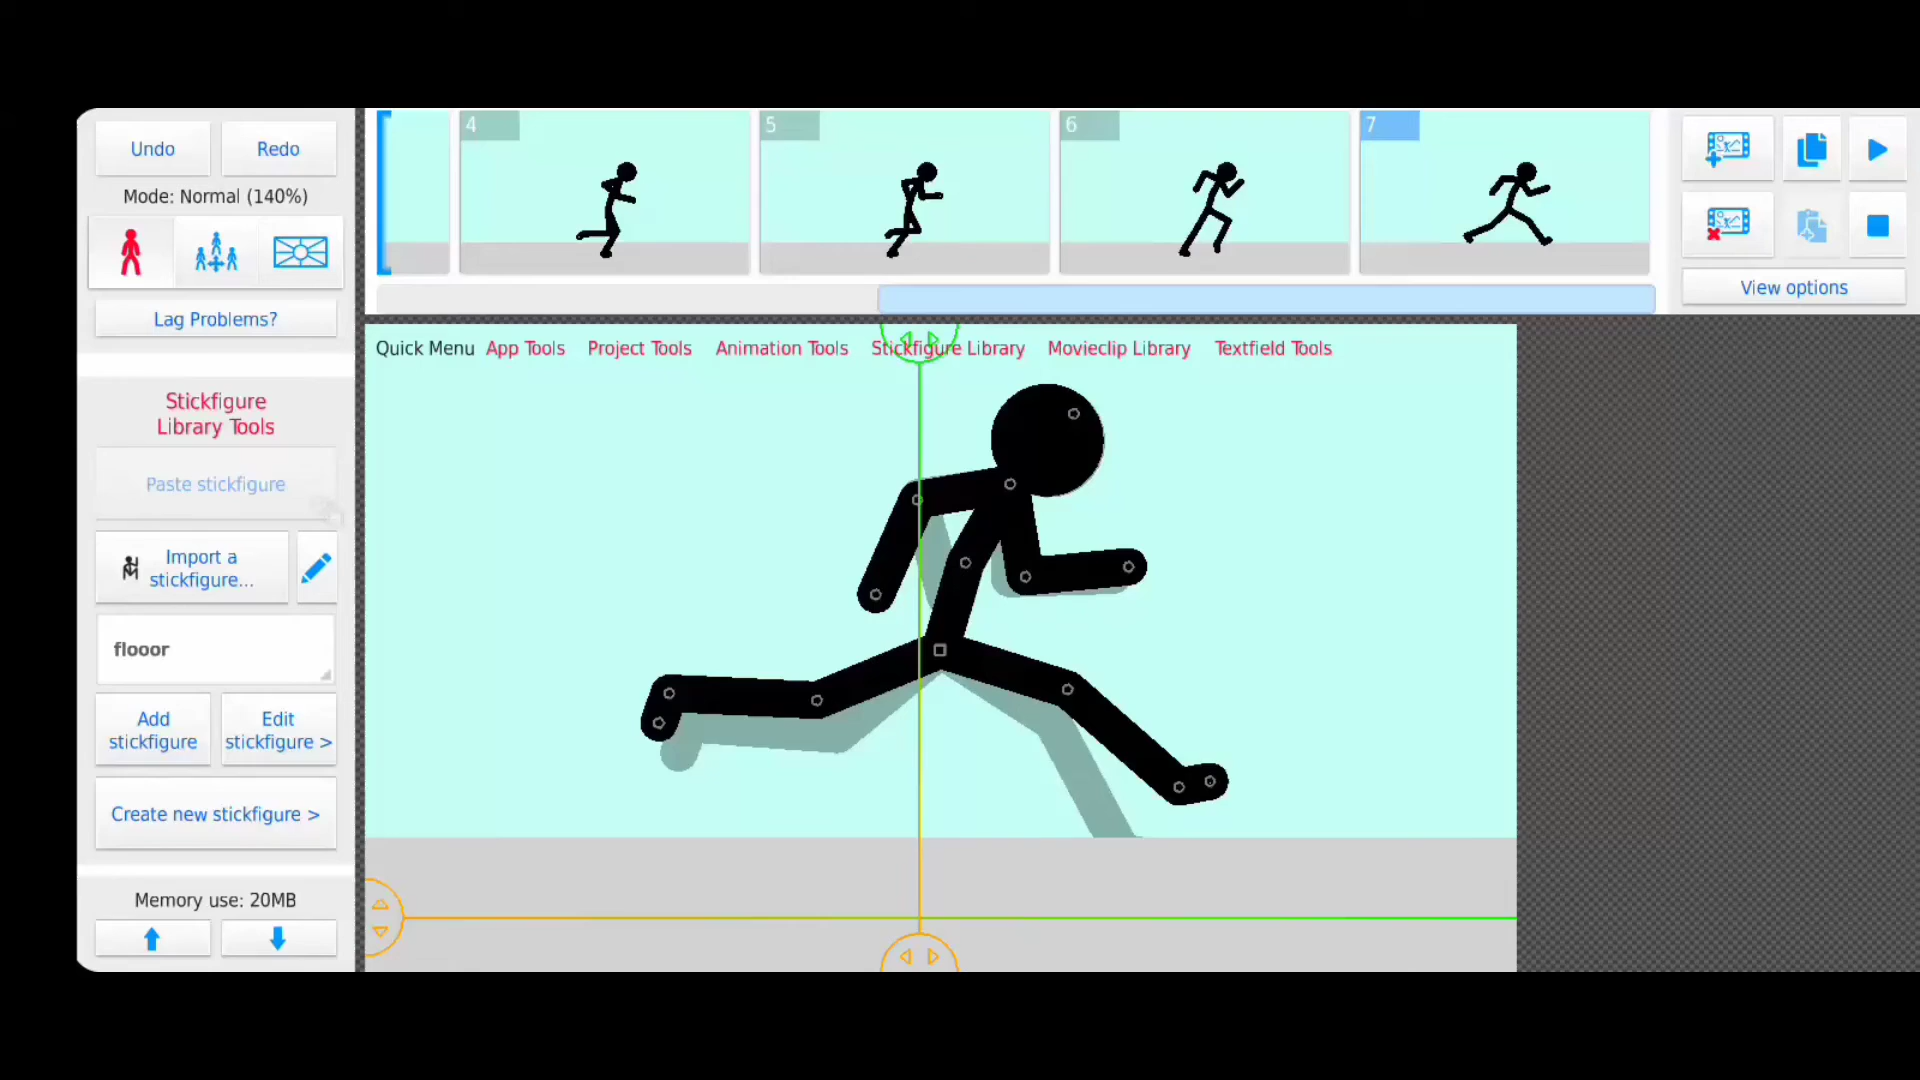 Undo
Redo
Mode: Normal (140%)
Lag Problems?
Stickfigure
Library Tools
Paste stickfigure
Import a
stickfigure...
flooor
Add
stickfigure
Edit
stickfigure >
Create new stickfigure >
Memory use: 20MB
4
5
6
7
View options
Quick Menu
App Tools
Project Tools
Animation Tools
Stickfigure Library
Movieclip Library
Textfield Tools